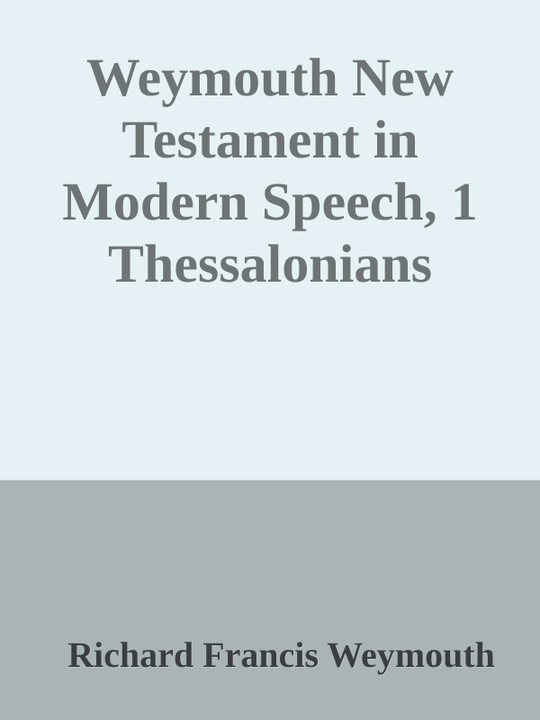 Weymouth New
Testament in
Modern Speech, 1
Thessalonians
Richard Francis Weymouth